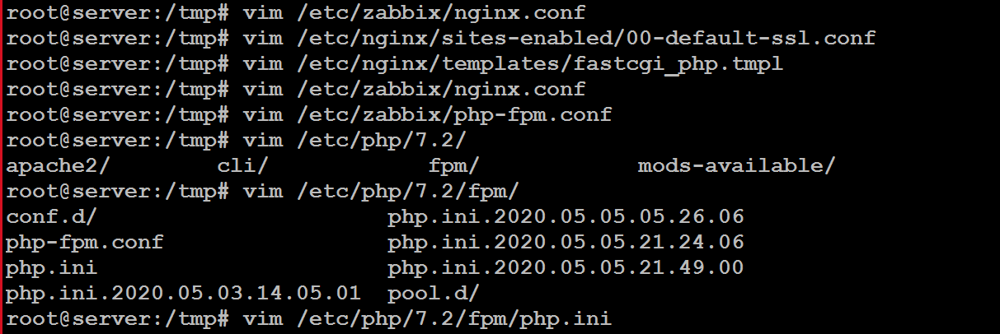 root@server:/tmp# vim /etc/zabbix/nginx.conf
root@server:/tmp# vim /etc/nginx/sites-enabled/00-default-ssl.conf
root@server:/tmp# vim /etc/nginx/templates/fastcgi_php.tmpl
root@server:/tmp# vim /etc/zabbix/nginx.conf
root@server:/tmp# vim /etc/zabbix/php-fpm.conf
root@server:/tmp# vim /etc/php/7.2/
apache2/        cli/            fpm/            mods-available/
root@server:/tmp# vim /etc/php/7.2/fpm/
conf.d/                      php.ini.2020.05.05.05.26.06
php-fpm.conf                 php.ini.2020.05.05.21.24.06
php.ini                      php.ini.2020.05.05.21.49.00
php.ini.2020.05.03.14.05.01  pool.d/
root@server:/tmp# vim /etc/php/7.2/fpm/php.ini